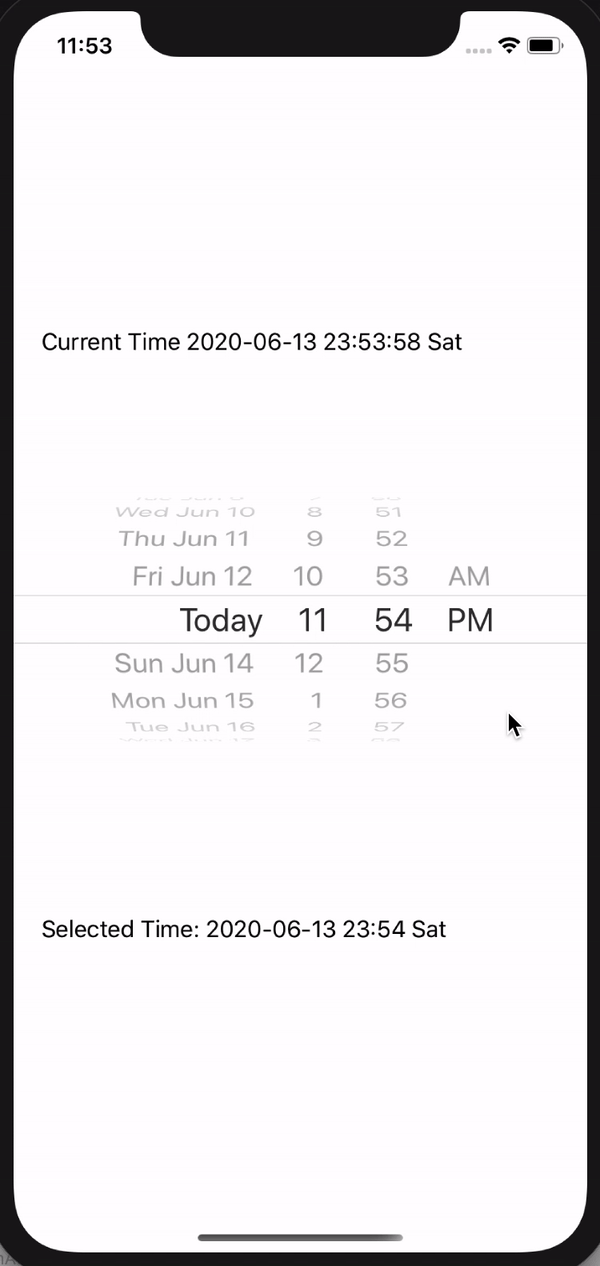 11:53
Current Time 2020-06-13 23:53:58 Sat
Wed Jun 10 8 51
Thu Jun 11 9 52
Fri Jun 12 10 53 AM
Today 11 54 PM
Sun Jun 14 12 55
Mon Jun 15 1 56
Tue Jun 16 2 57
Selected Time: 2020-06-13 23:54 Sat